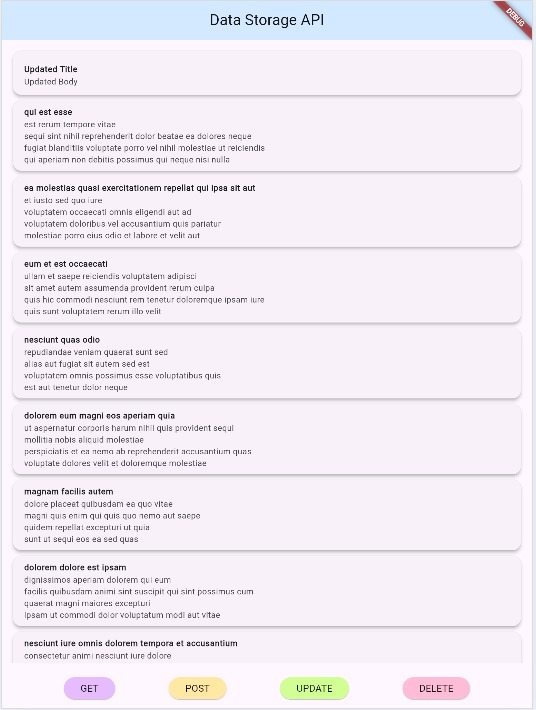 Data Storage API
DEBUG
Updated Title
Updated Body
qui est esse
est rerum tempore vitae
sequi sint nihil reprehenderit dolor beatae ea dolores neque
fugiat blanditiis voluptate porro vel nihil molestiae ut reiciendis
qui aperiam non debitis possimus qui neque nisi nulla
ea molestias quasi exercitationem repellat qui ipsa sit aut
et iusto sed quo iure
voluptatem occaecati omnis eligendi aut ad
voluptatem doloribus vel accusantium quis pariatur
molestiae porro eius odio et labore et velit aut
eum et est occaecati
ullam et saepe reiciendis voluptatem adipisci
sit amet autem assumenda provident rerum culpa
quis hic commodi nesciunt rem tenetur doloremque ipsam iure
quis sunt voluptatem rerum illo velit
nesciunt quas odio
repudiandae veniam quaerat sunt sed
alias aut fugiat sit autem sed est
voluptatem omnis possimus esse voluptatibus quis
est aut tenetur dolor neque
dolorem eum magni eos aperiam quia
ut aspernatur corporis harum nihil quis provident sequi
mollitia nobis aliquid molestiae
perspiciatis et ea nemo ab reprehenderit accusantium quas
voluptate dolores velit et doloremque molestiae
magnam facilis autem
dolore placeat quibusdam ea quo vitae
magni quis enim qui quis quo nemo aut saepe
quidem repellat excepturi ut quia
sunt ut sequi eos ea sed quas
dolorem dolore est ipsam
dignissimos aperiam dolorem qui eum
facilis quibusdam animi sint suscipit qui sint possimus cum
quaerat magni maiores excepturi
ipsam ut commodi dolor voluptatum modi aut vitae
nesciunt iure omnis dolorem tempora et accusantium
consectetur animi nesciunt iure dolore
GET
POST
UPDATE
DELETE